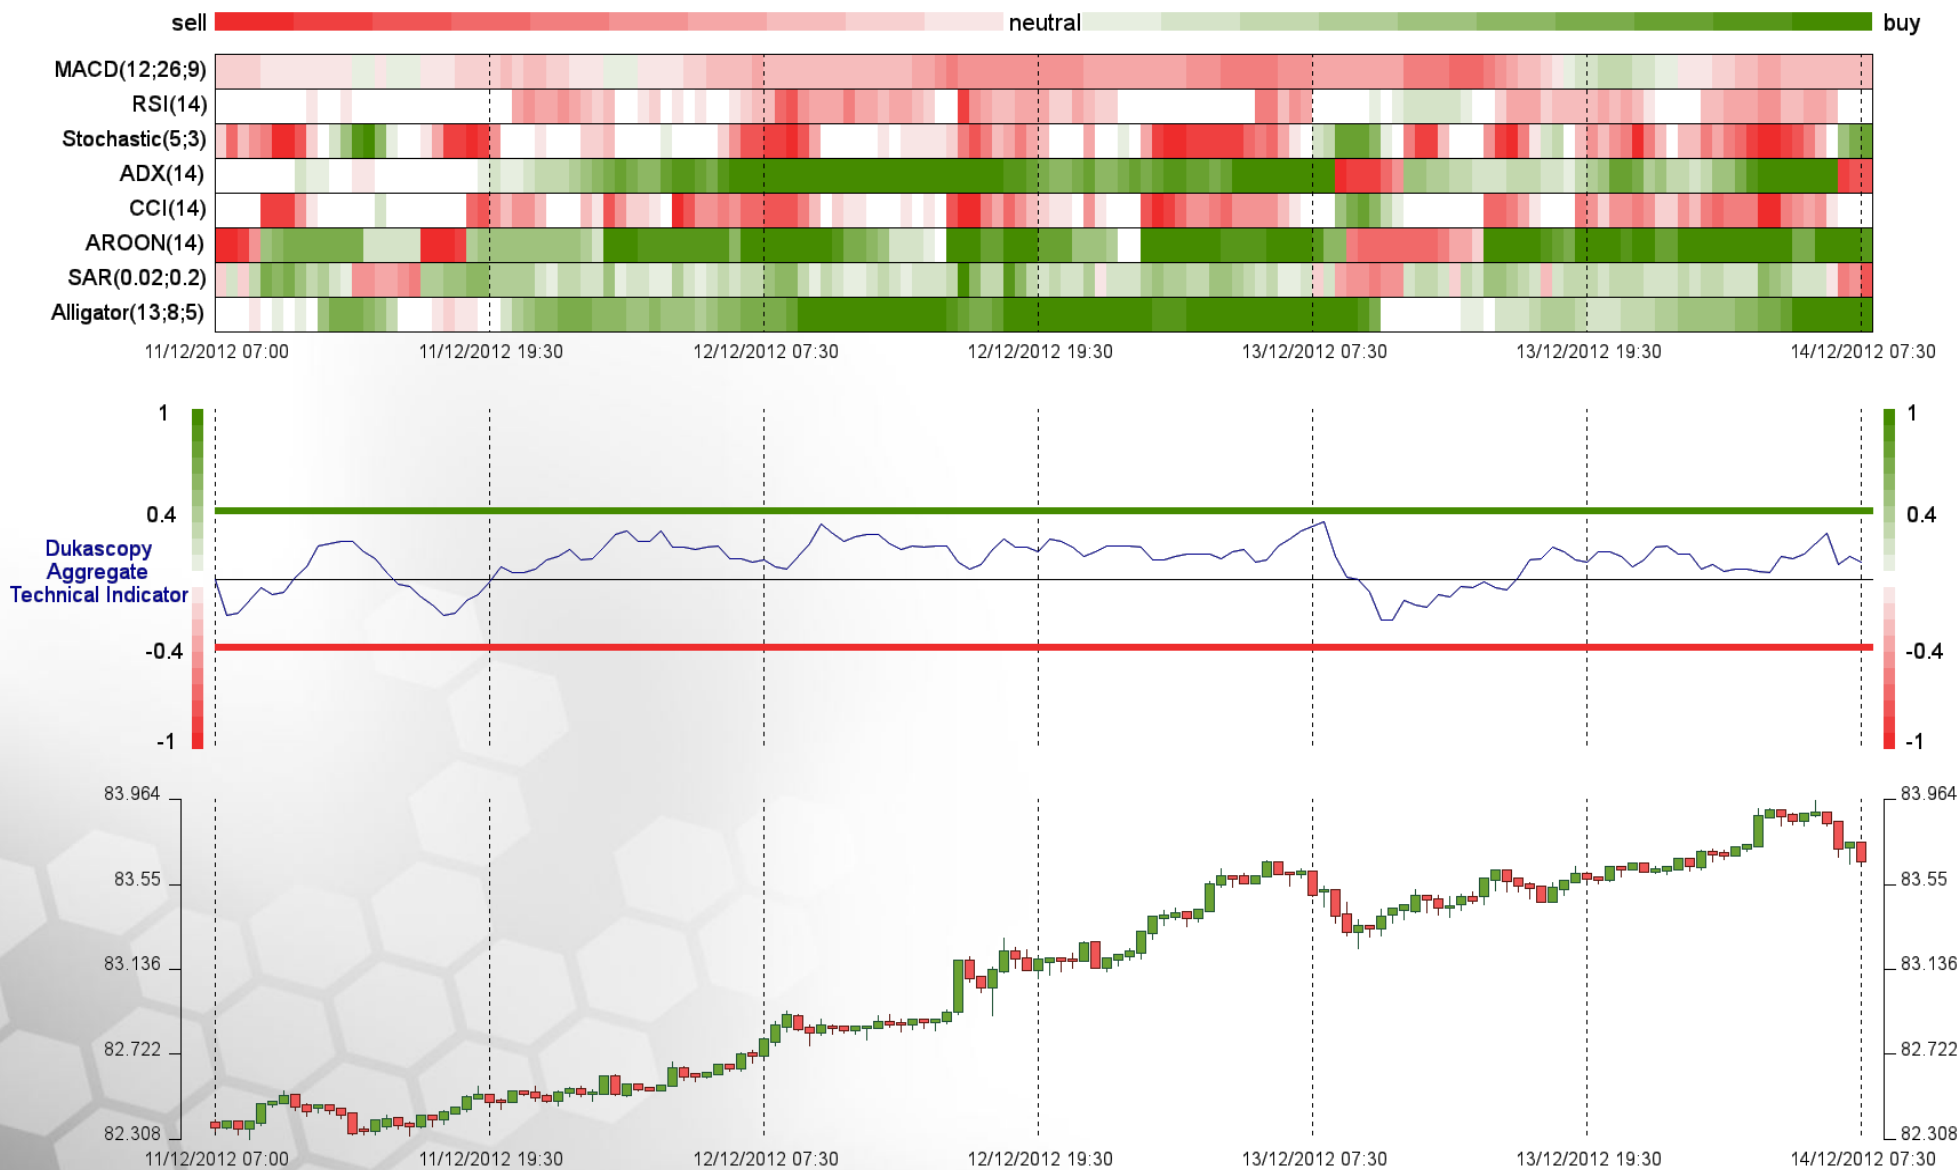 sell neutral buy
MACD(12;26;9)
RSI(14)
Stochastic(5;3)
ADX(14)
CCI(14)
AROON(14)
SAR(0.02;0.2)
Alligator(13;8;5)
11/12/2012 07:00 11/12/2012 19:30 12/12/2012 07:30 12/12/2012 19:30 13/12/2012 07:30 13/12/2012 19:30 14/12/2012 07:30
1 1
0.4 0.4
Dukascopy
Aggregate
Technical Indicator
-0.4 -0.4
-1 -1
83.964 83.964
83.55 83.55
83.136 83.136
82.722 82.722
82.308 82.308
11/12/2012 07:00 11/12/2012 19:30 12/12/2012 07:30 12/12/2012 19:30 13/12/2012 07:30 13/12/2012 19:30 14/12/2012 07:30